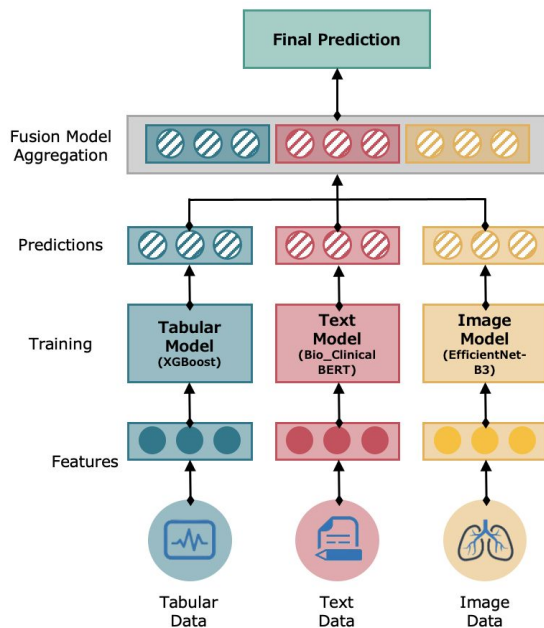 Final Prediction
Fusion Model
Aggregation
Predictions
Training
Tabular
Model
(XGBoost)
Text
Model
(Bio_Clinical
BERT)
Image
Model
(EfficientNet-
B3)
Features
Tabular
Data
Text
Data
Image
Data